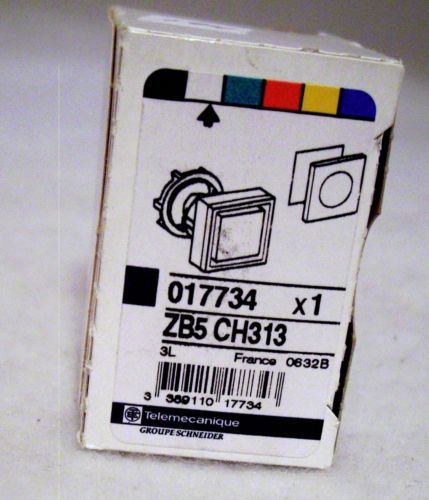 017734 x1
ZB5 CH313
3L France 0632B
3 389110 17734
Telemecanique
GROUPE SCHNEIDER